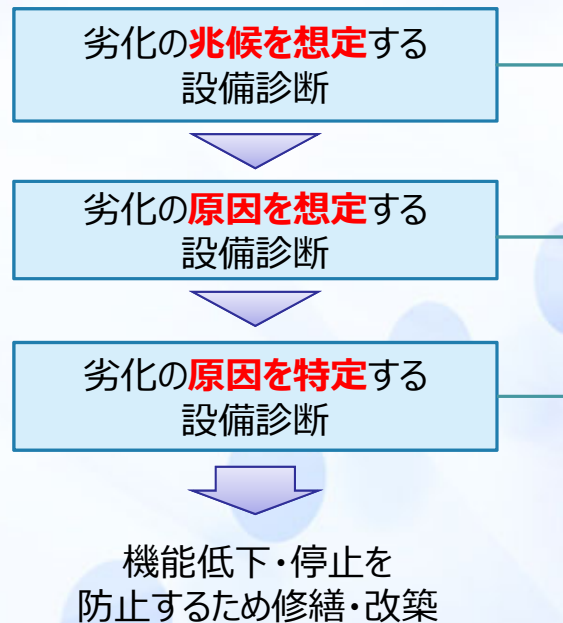 劣化の兆候を想定する
設備診断
劣化の原因を想定する
設備診断
劣化の原因を特定する
設備診断
機能低下・停止を
防止するため修繕・改築